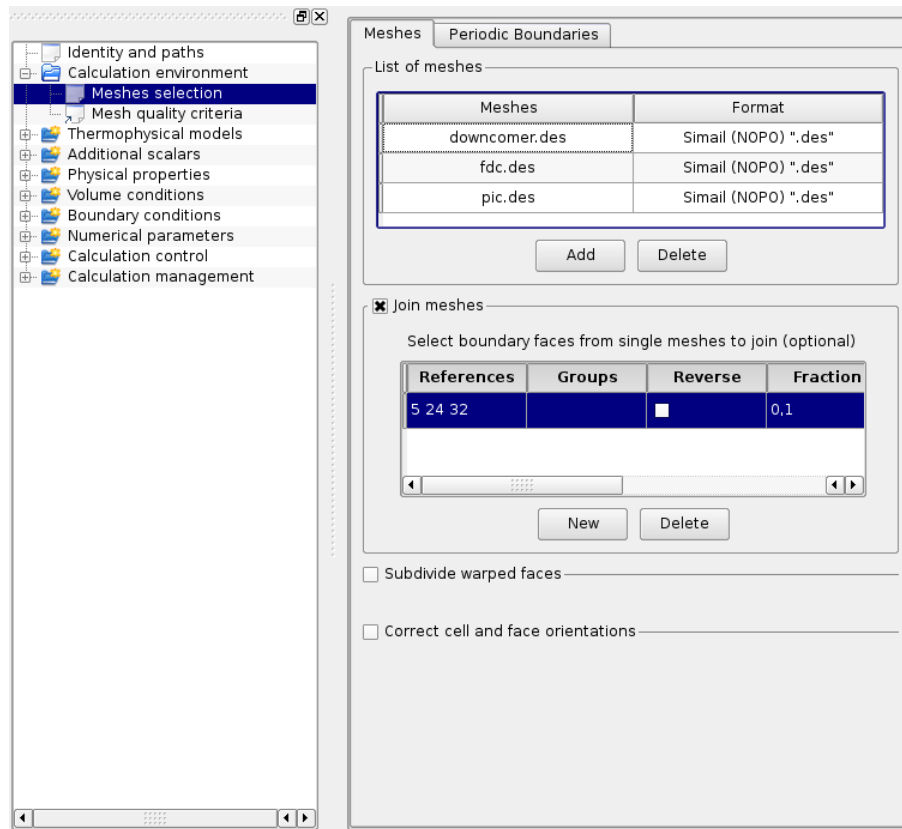 Identity and paths
Calculation environment
Meshes selection
Mesh quality criteria
Thermophysical models
Additional scalars
Physical properties
Volume conditions
Boundary conditions
Numerical parameters
Calculation control
Calculation management
Meshes Periodic Boundaries
List of meshes
Meshes Format
downcomer.des Simail (NOPO) ".des"
fdc.des Simail (NOPO) ".des"
pic.des Simail (NOPO) ".des"
Add Delete
Join meshes
Select boundary faces from single meshes to join (optional)
References Groups Reverse Fraction
5 24 32 0,1
New Delete
Subdivide warped faces
Correct cell and face orientations